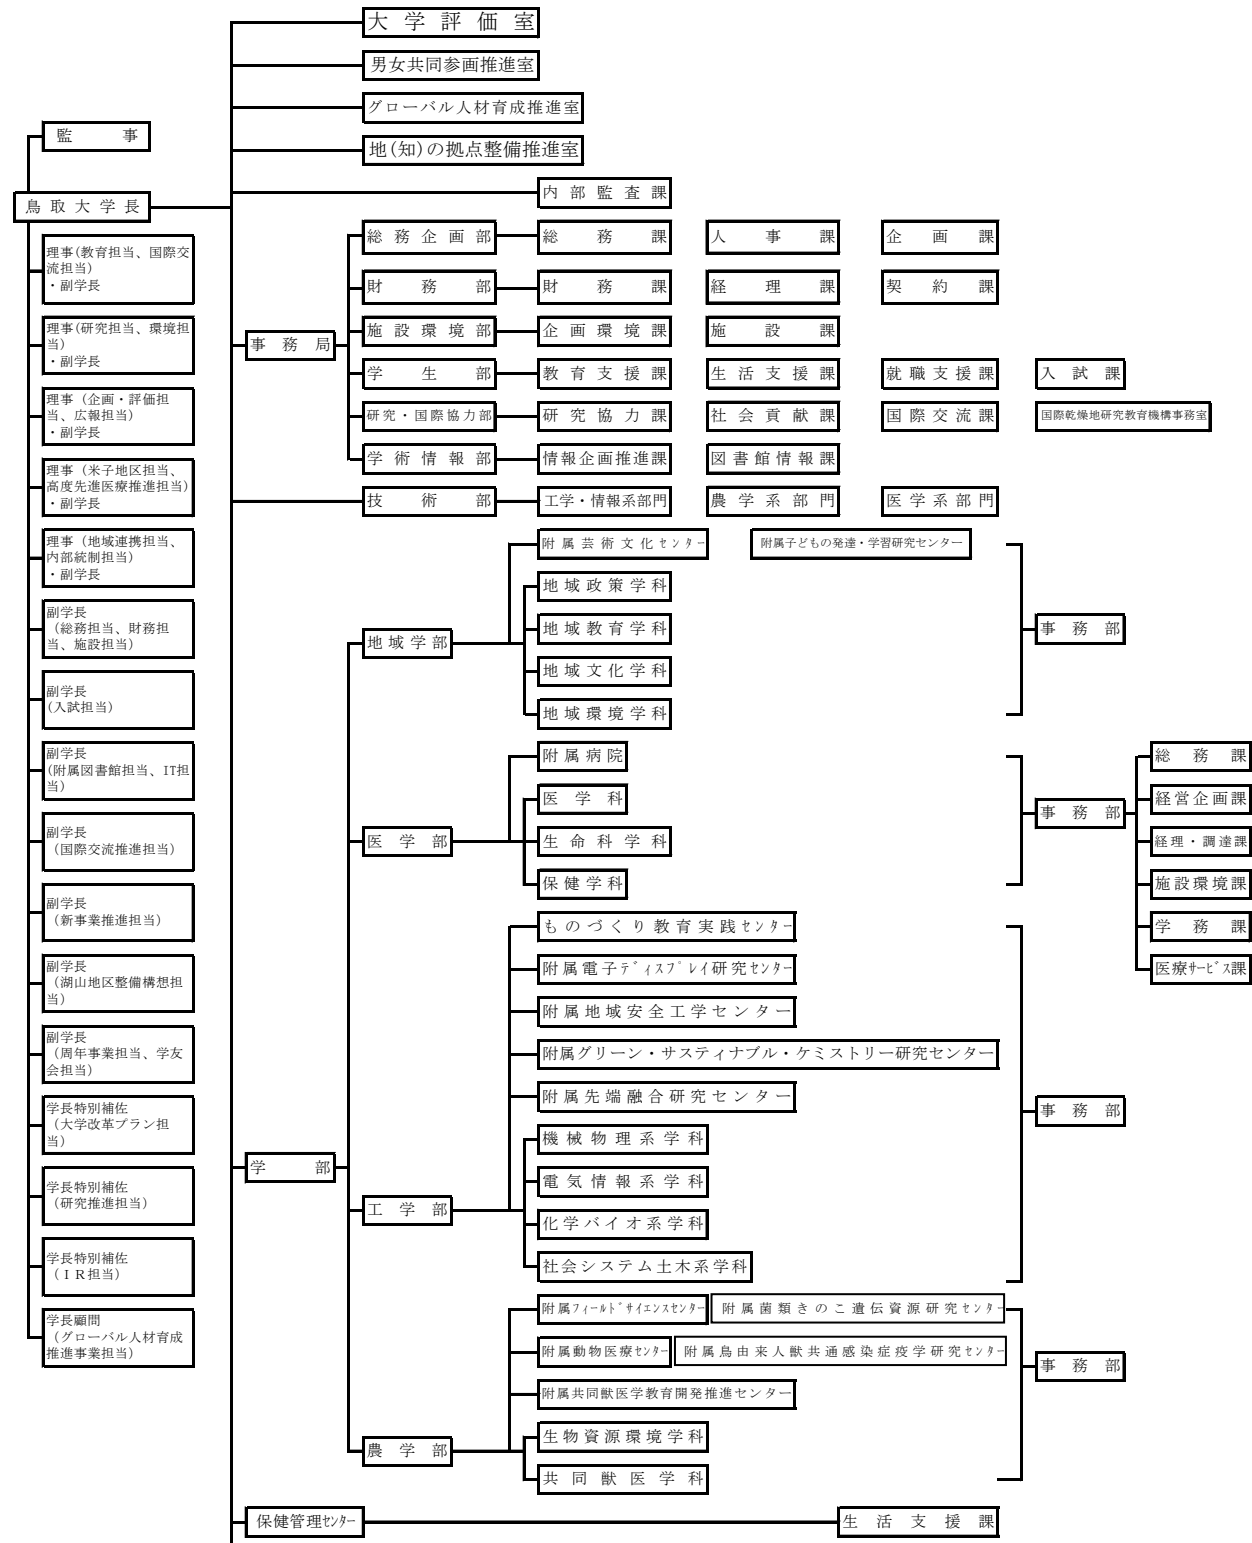 大学評価室
男女共同参画推進室
グローバル人材育成推進室
地(知)の拠点整備推進室
監事
鳥取大学長
理事(教育担当、国際交
流担当)
・副学長
理事(研究担当、環境担
当)
・副学長
理事（企画・評価担
当、広報担当）
・副学長
理事（米子地区担当、
高度先進医療推進担当）
・副学長
理事（地域連携担当、
内部統制担当）
・副学長
副学長
（総務担当、財務担
当、施設担当）
副学長
(入試担当）
副学長
(附属図書館担当、IT担
当）
副学長
（国際交流推進担当）
副学長
（新事業推進担当）
副学長
（湖山地区整備構想担
当）
副学長
（周年事業担当、学友
会担当）
学長特別補佐
（大学改革プラン担
当）
学長特別補佐
（研究推進担当）
学長特別補佐
（ＩＲ担当）
学長顧問
（グローバル人材育成
推進事業担当）
内部監査課
事務局
総務企画部 総務課 人事課 企画課
財務部 財務課 経理課 契約課
施設環境部 企画環境課 施設課
学生部 教育支援課 生活支援課 就職支援課 入試課
研究・国際協力部 研究協力課 社会貢献課 国際交流課 国際乾燥地研究教育機構事務室
学術情報部 情報企画推進課 図書館情報課
技術部 工学・情報系部門 農学系部門 医学系部門
学部
地域学部
附属芸術文化ｾﾝﾀｰ 附属子どもの発達・学習研究センター
地域政策学科
地域教育学科
地域文化学科
地域環境学科
事務部
医学部
附属病院
医学科
生命科学科
保健学科
事務部
総務課
経営企画課
経理・調達課
施設環境課
学務課
医療ｻｰﾋﾞｽ課
工学部
ものづくり教育実践ｾﾝﾀｰ
附属電子ﾃﾞｨｽﾌﾟﾚｲ研究ｾﾝﾀｰ
附属地域安全工学センター
附属グリーン・サスティナブル・ケミストリー研究センター
附属先端融合研究センター
機械物理系学科
電気情報系学科
化学バイオ系学科
社会システム土木系学科
事務部
農学部
附属ﾌｨｰﾙﾄﾞｻｲｴﾝｽｾﾝﾀｰ 附属菌類きのこ遺伝資源研究ｾﾝﾀｰ
附属動物医療ｾﾝﾀｰ 附属鳥由来人獣共通感染症疫学研究ｾﾝﾀｰ
附属共同獣医学教育開発推進センター
生物資源環境学科
共同獣医学科
事務部
保健管理ｾﾝﾀｰ 生活支援課